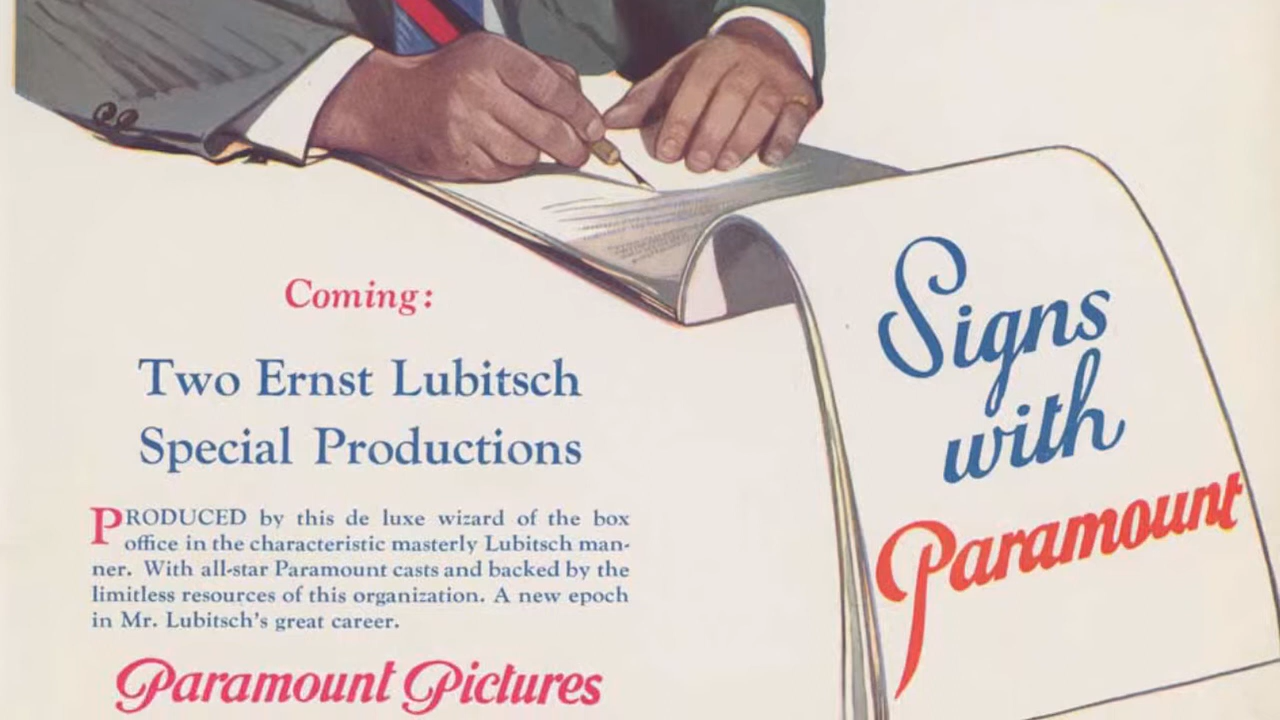 Coming:
Two Ernst Lubitsch
Special Productions
PRODUCED by this de luxe wizard of the box
office in the characteristic masterly Lubitsch man-
ner. With all-star Paramount casts and backed by the
limitless resources of this organization. A new epoch
in Mr. Lubitsch's great career.
Paramount Pictures
Signs
with
Paramount